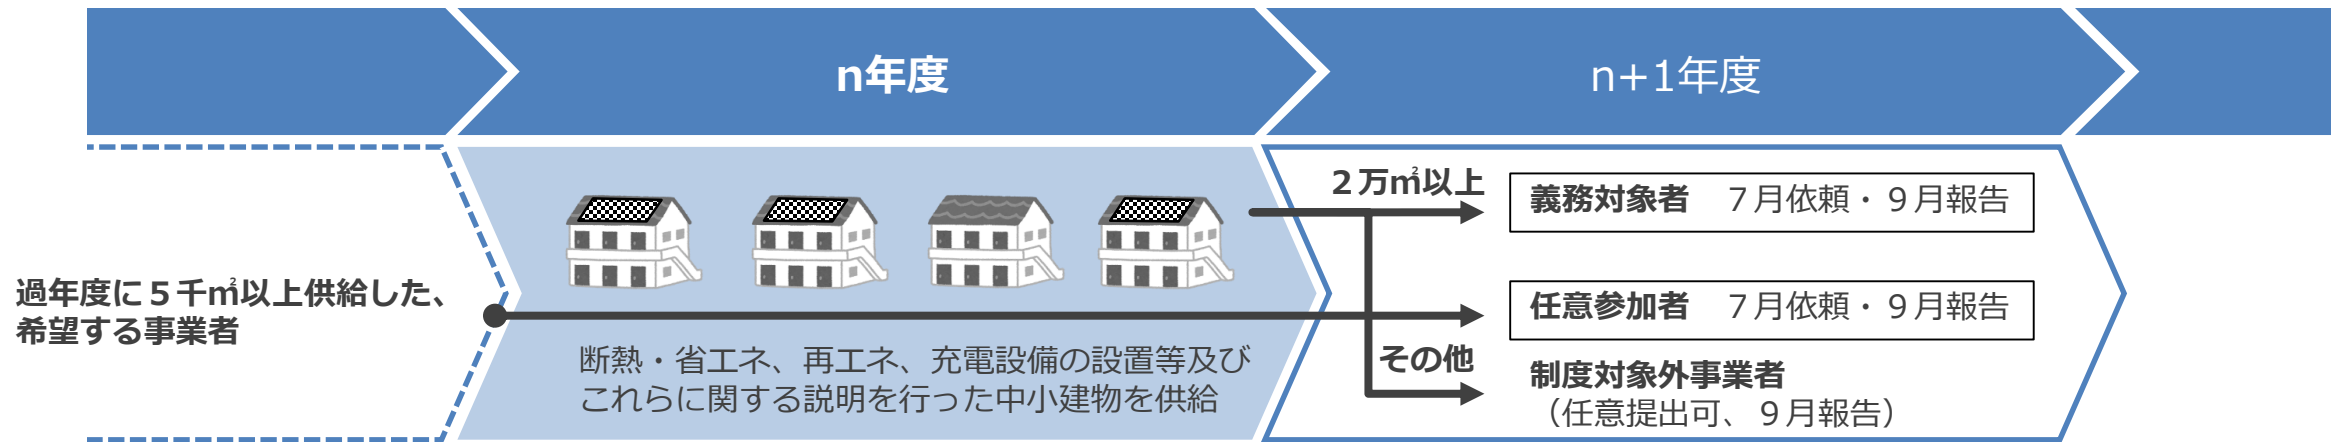 n年度
n+1年度
過年度に５千㎡以上供給した、
希望する事業者
断熱・省エネ、再エネ、充電設備の設置等及び
これらに関する説明を行った中小建物を供給
２万㎡以上
義務対象者　７月依頼・９月報告
任意参加者　７月依頼・９月報告
その他
制度対象外事業者
（任意提出可、９月報告）